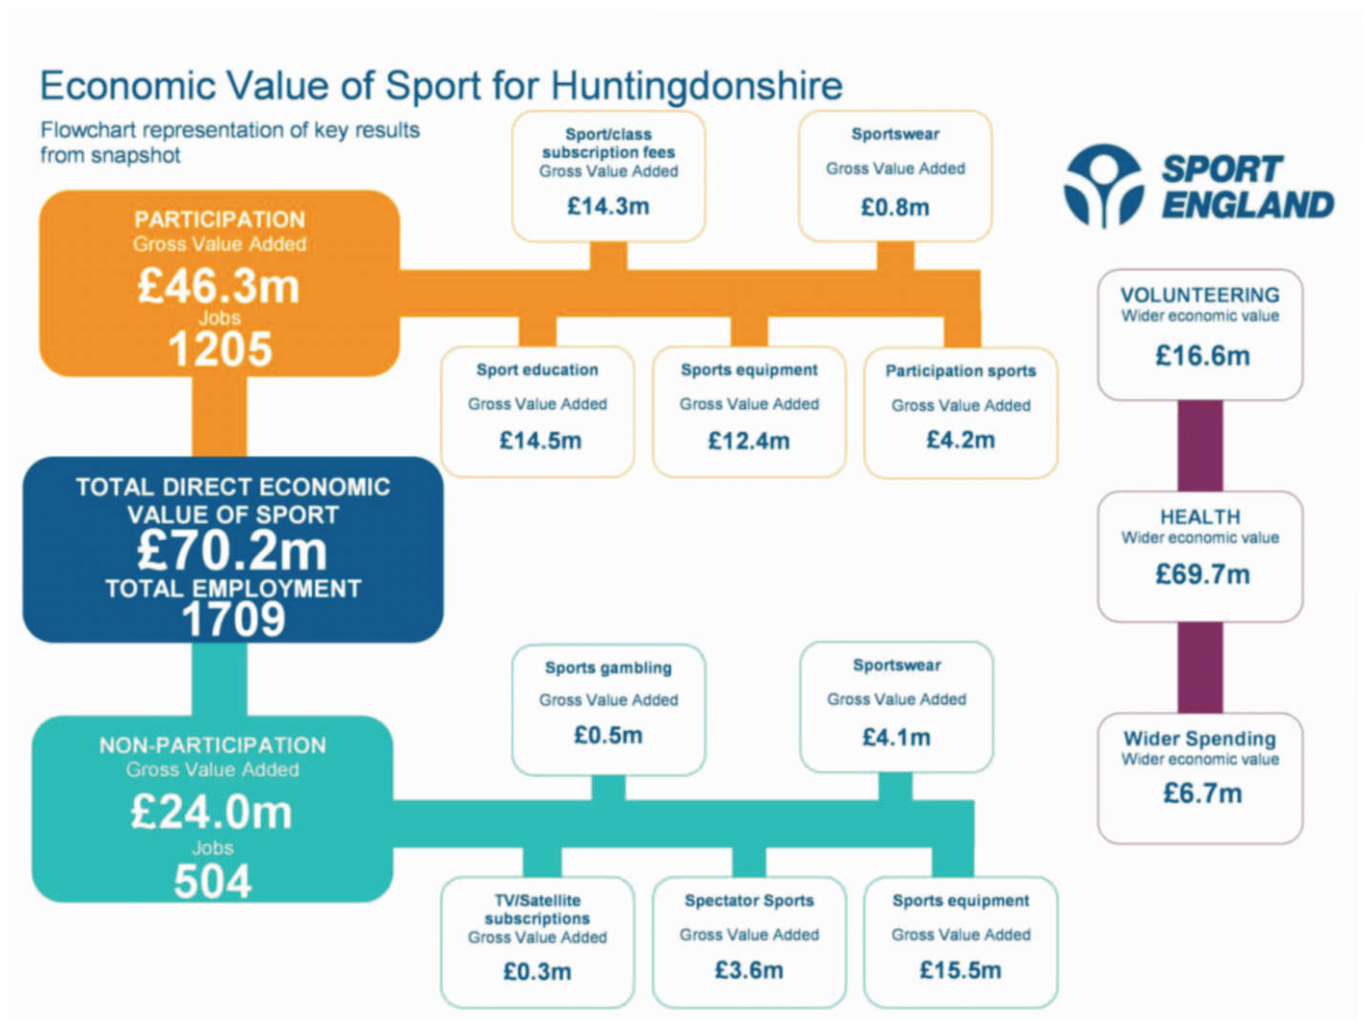 Economic Value of Sport for Huntingdonshire
Flowchart representation of key results
from snapshot
SPORT
ENGLAND
PARTICIPATION
Gross Value Added
£46.3m
Jobs
1205
Sport/class
subscription fees
Gross Value Added
£14.3m
Sportswear
Gross Value Added
£0.8m
Sport education
Gross Value Added
£14.5m
Sports equipment
Gross Value Added
£12.4m
Participation sports
Gross Value Added
£4.2m
TOTAL DIRECT ECONOMIC
VALUE OF SPORT
£70.2m
TOTAL EMPLOYMENT
1709
NON-PARTICIPATION
Gross Value Added
£24.0m
Jobs
504
Sports gambling
Gross Value Added
£0.5m
Sportswear
Gross Value Added
£4.1m
TV/Satellite
subscriptions
Gross Value Added
£0.3m
Spectator Sports
Gross Value Added
£3.6m
Sports equipment
Gross Value Added
£15.5m
VOLUNTEERING
Wider economic value
£16.6m
HEALTH
Wider economic value
£69.7m
Wider Spending
Wider economic value
£6.7m